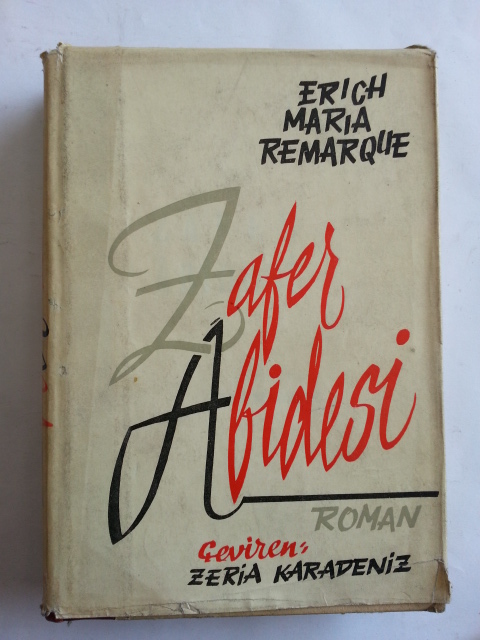 ERICH
MARIA
REMARQUE
Zafer
Abidesi
ROMAN
Çeviren:
ZERİA KARADENİZ